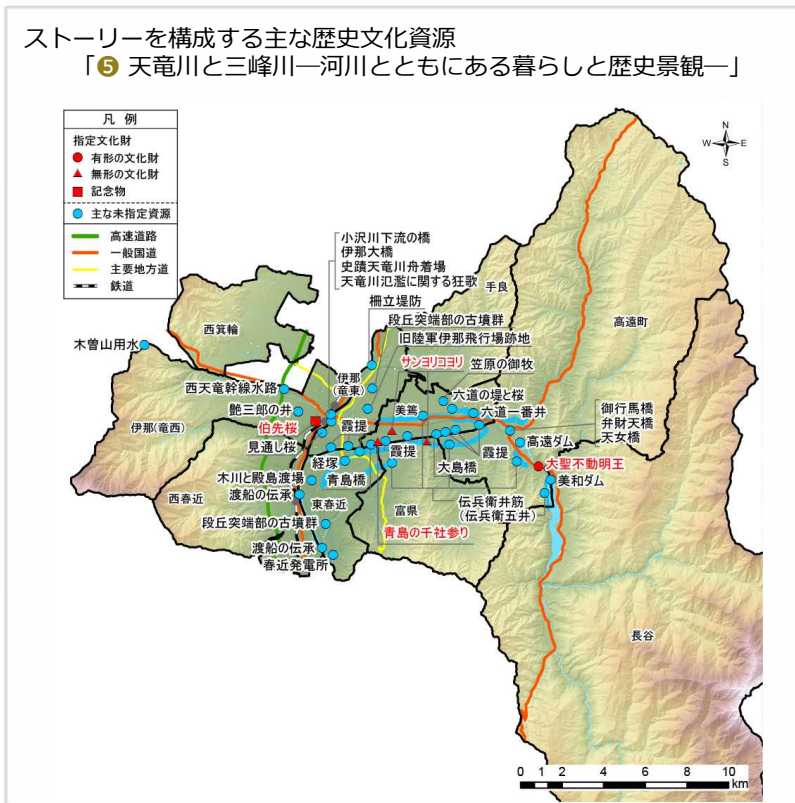 ストーリーを構成する主な歴史文化資源
「❺ 天竜川と三峰川―河川とともにある暮らしと歴史景観―」
凡 例
指定文化財
有形の文化財
無形の文化財
記念物
主な未指定資源
高速道路
一般国道
主要地方道
鉄道
N
W
E
S
小沢川下流の橋
伊那大橋
史蹟天竜川舟着場
天竜川氾濫に関する狂歌
柵立堤防
段丘突端部の古墳群
旧陸軍伊那飛行場跡地
サンヨリコヨリ
笠原の御牧
手良
高遠町
西箕輪
木曽山用水
西天竜幹線水路
伊那
(竜東)
美篶
六道の堤と桜
六道一番井
艶三郎の井
伊那(竜西)
伯先桜
霞提
見通し桜
御行馬橋
弁財天橋
天女橋
高遠ダム
大聖不動明王
美和ダム
経塚
霞提
大島橋
霞提
木川と殿島渡場
青島橋
西春近
渡船の伝承
東春近
富県
伝兵衛井筋
(伝兵衛五井)
段丘突端部の古墳群
青島の千社参り
渡船の伝承
春近発電所
長谷
0 1 2 4 6 8 10
km